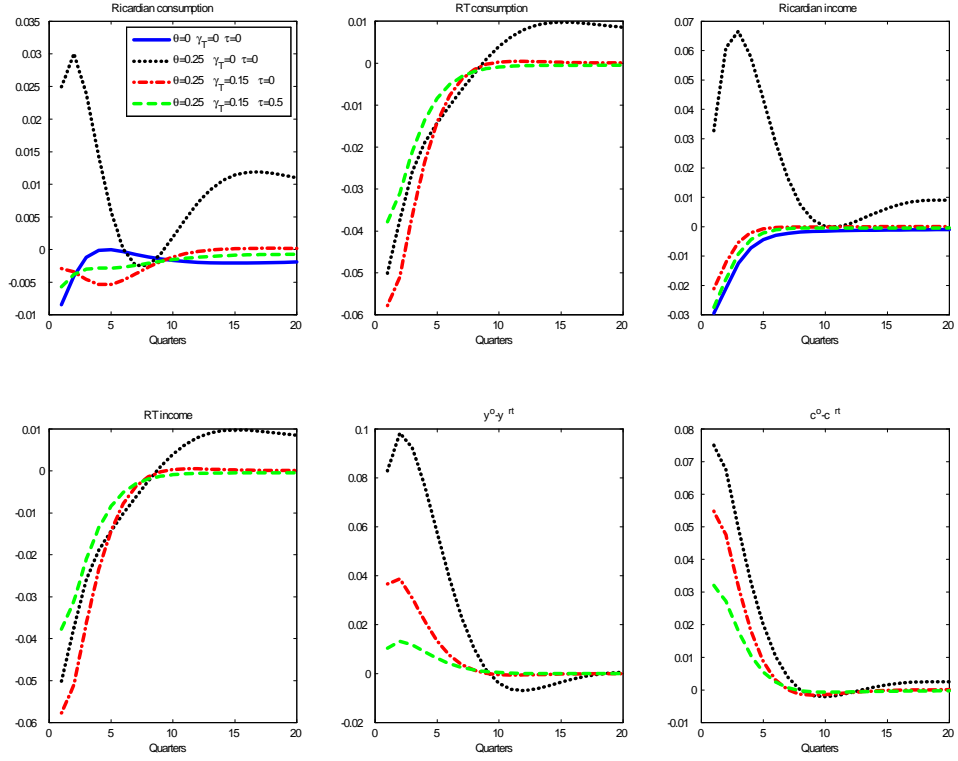 Ricardian consumption
0.035
0.03
0.025
0.02
0.015
0.01
0.005
0
-0.005
-0.01
0 5 10 15 20
Quarters
θ=0 γT=0 τ=0
θ=0.25 γT=0 τ=0
θ=0.25 γT=0.15 τ=0
θ=0.25 γT=0.15 τ=0.5
RT consumption
0.01
0
-0.01
-0.02
-0.03
-0.04
-0.05
-0.06
0 5 10 15 20
Quarters
Ricardian income
0.07
0.06
0.05
0.04
0.03
0.02
0.01
0
-0.01
-0.02
-0.03
0 5 10 15 20
Quarters
RT income
0.01
0
-0.01
-0.02
-0.03
-0.04
-0.05
-0.06
0 5 10 15 20
Quarters
y^o-y^rt
0.1
0.08
0.06
0.04
0.02
0
-0.02
0 5 10 15 20
Quarters
c^o-c^rt
0.08
0.07
0.06
0.05
0.04
0.03
0.02
0.01
0
-0.01
0 5 10 15 20
Quarters